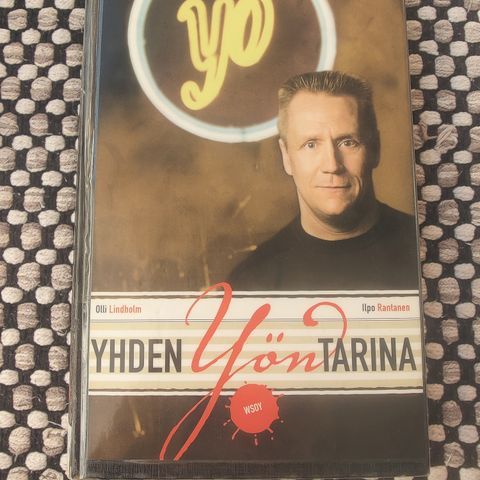 yö
Olli Lindholm Ilpo Rantanen
YHDEN Yön TARINA
WSOY